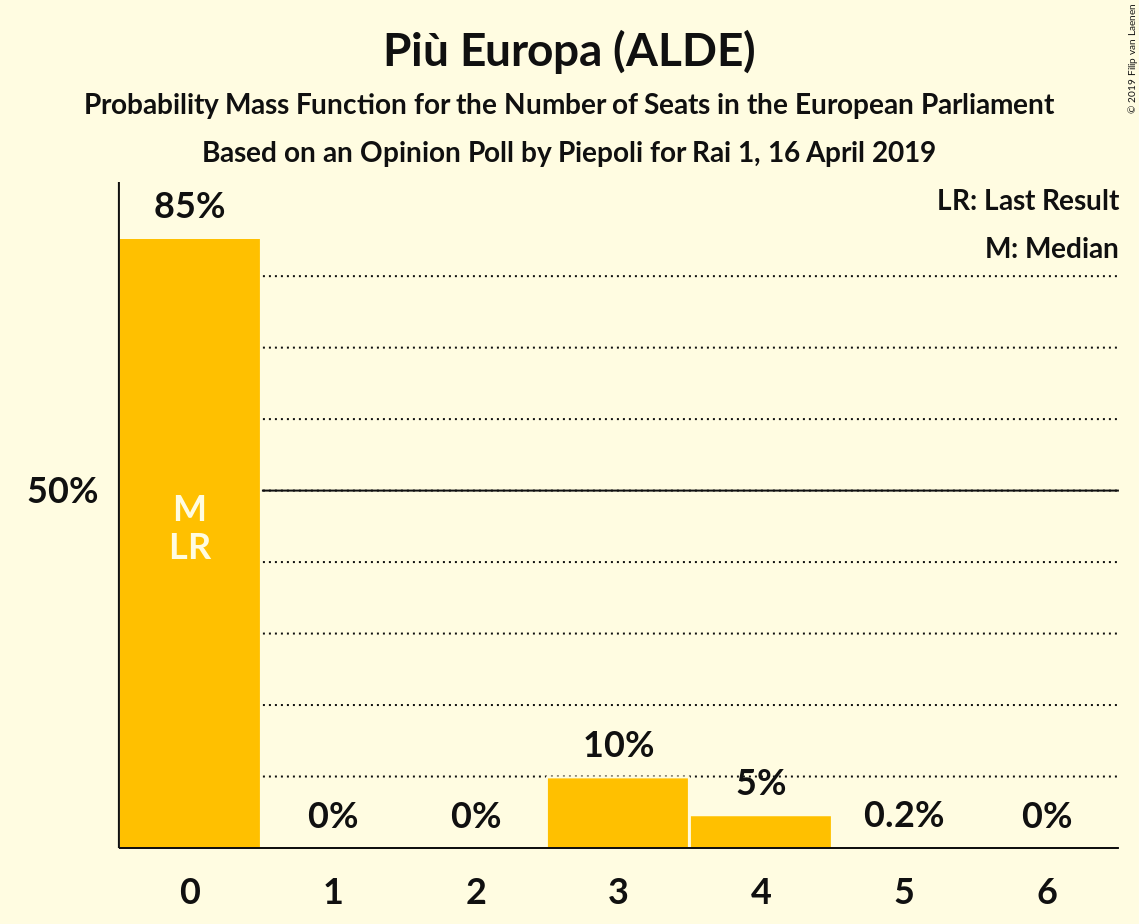 Più Europa (ALDE)
Probability Mass Function for the Number of Seats in the European Parliament
Based on an Opinion Poll by Piepoli for Rai 1, 16 April 2019
© 2019 Filip van Laenen
LR: Last Result
M: Median
85%
50%
M
LR
10%
5%
0%
0%
0.2%
0%
0
1
2
3
4
5
6